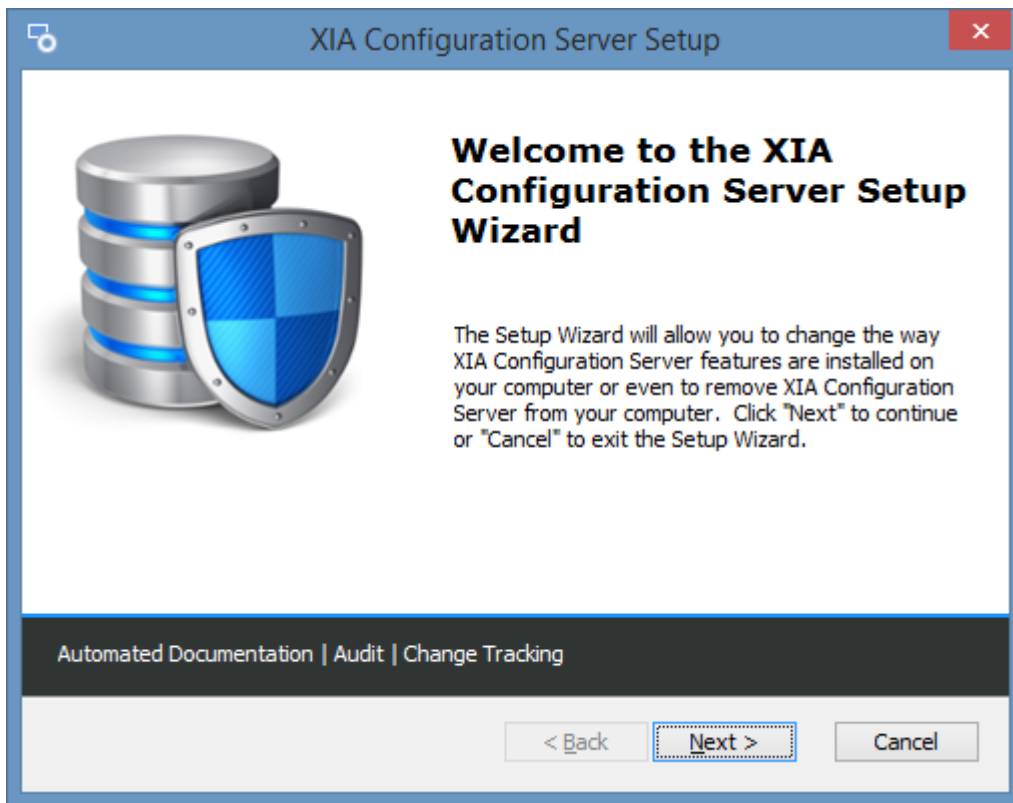 XIA Configuration Server Setup
Welcome to the XIA
Configuration Server Setup
Wizard
The Setup Wizard will allow you to change the way
XIA Configuration Server features are installed on
your computer or even to remove XIA Configuration
Server from your computer.  Click "Next" to continue
or "Cancel" to exit the Setup Wizard.
Automated Documentation | Audit | Change Tracking
< Back
Next >
Cancel